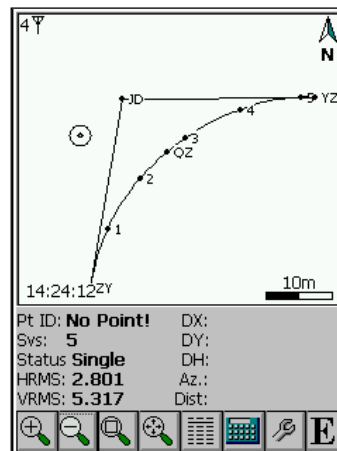 4
N
JD
5 YZ
4
3
QZ
2
1
14:24:12 ZY
10m
Pt ID: No Point! DX:
Svs: 5 DY:
Status Single DH:
HRMS: 2.801 Az.:
VRMS: 5.317 Dist:
E